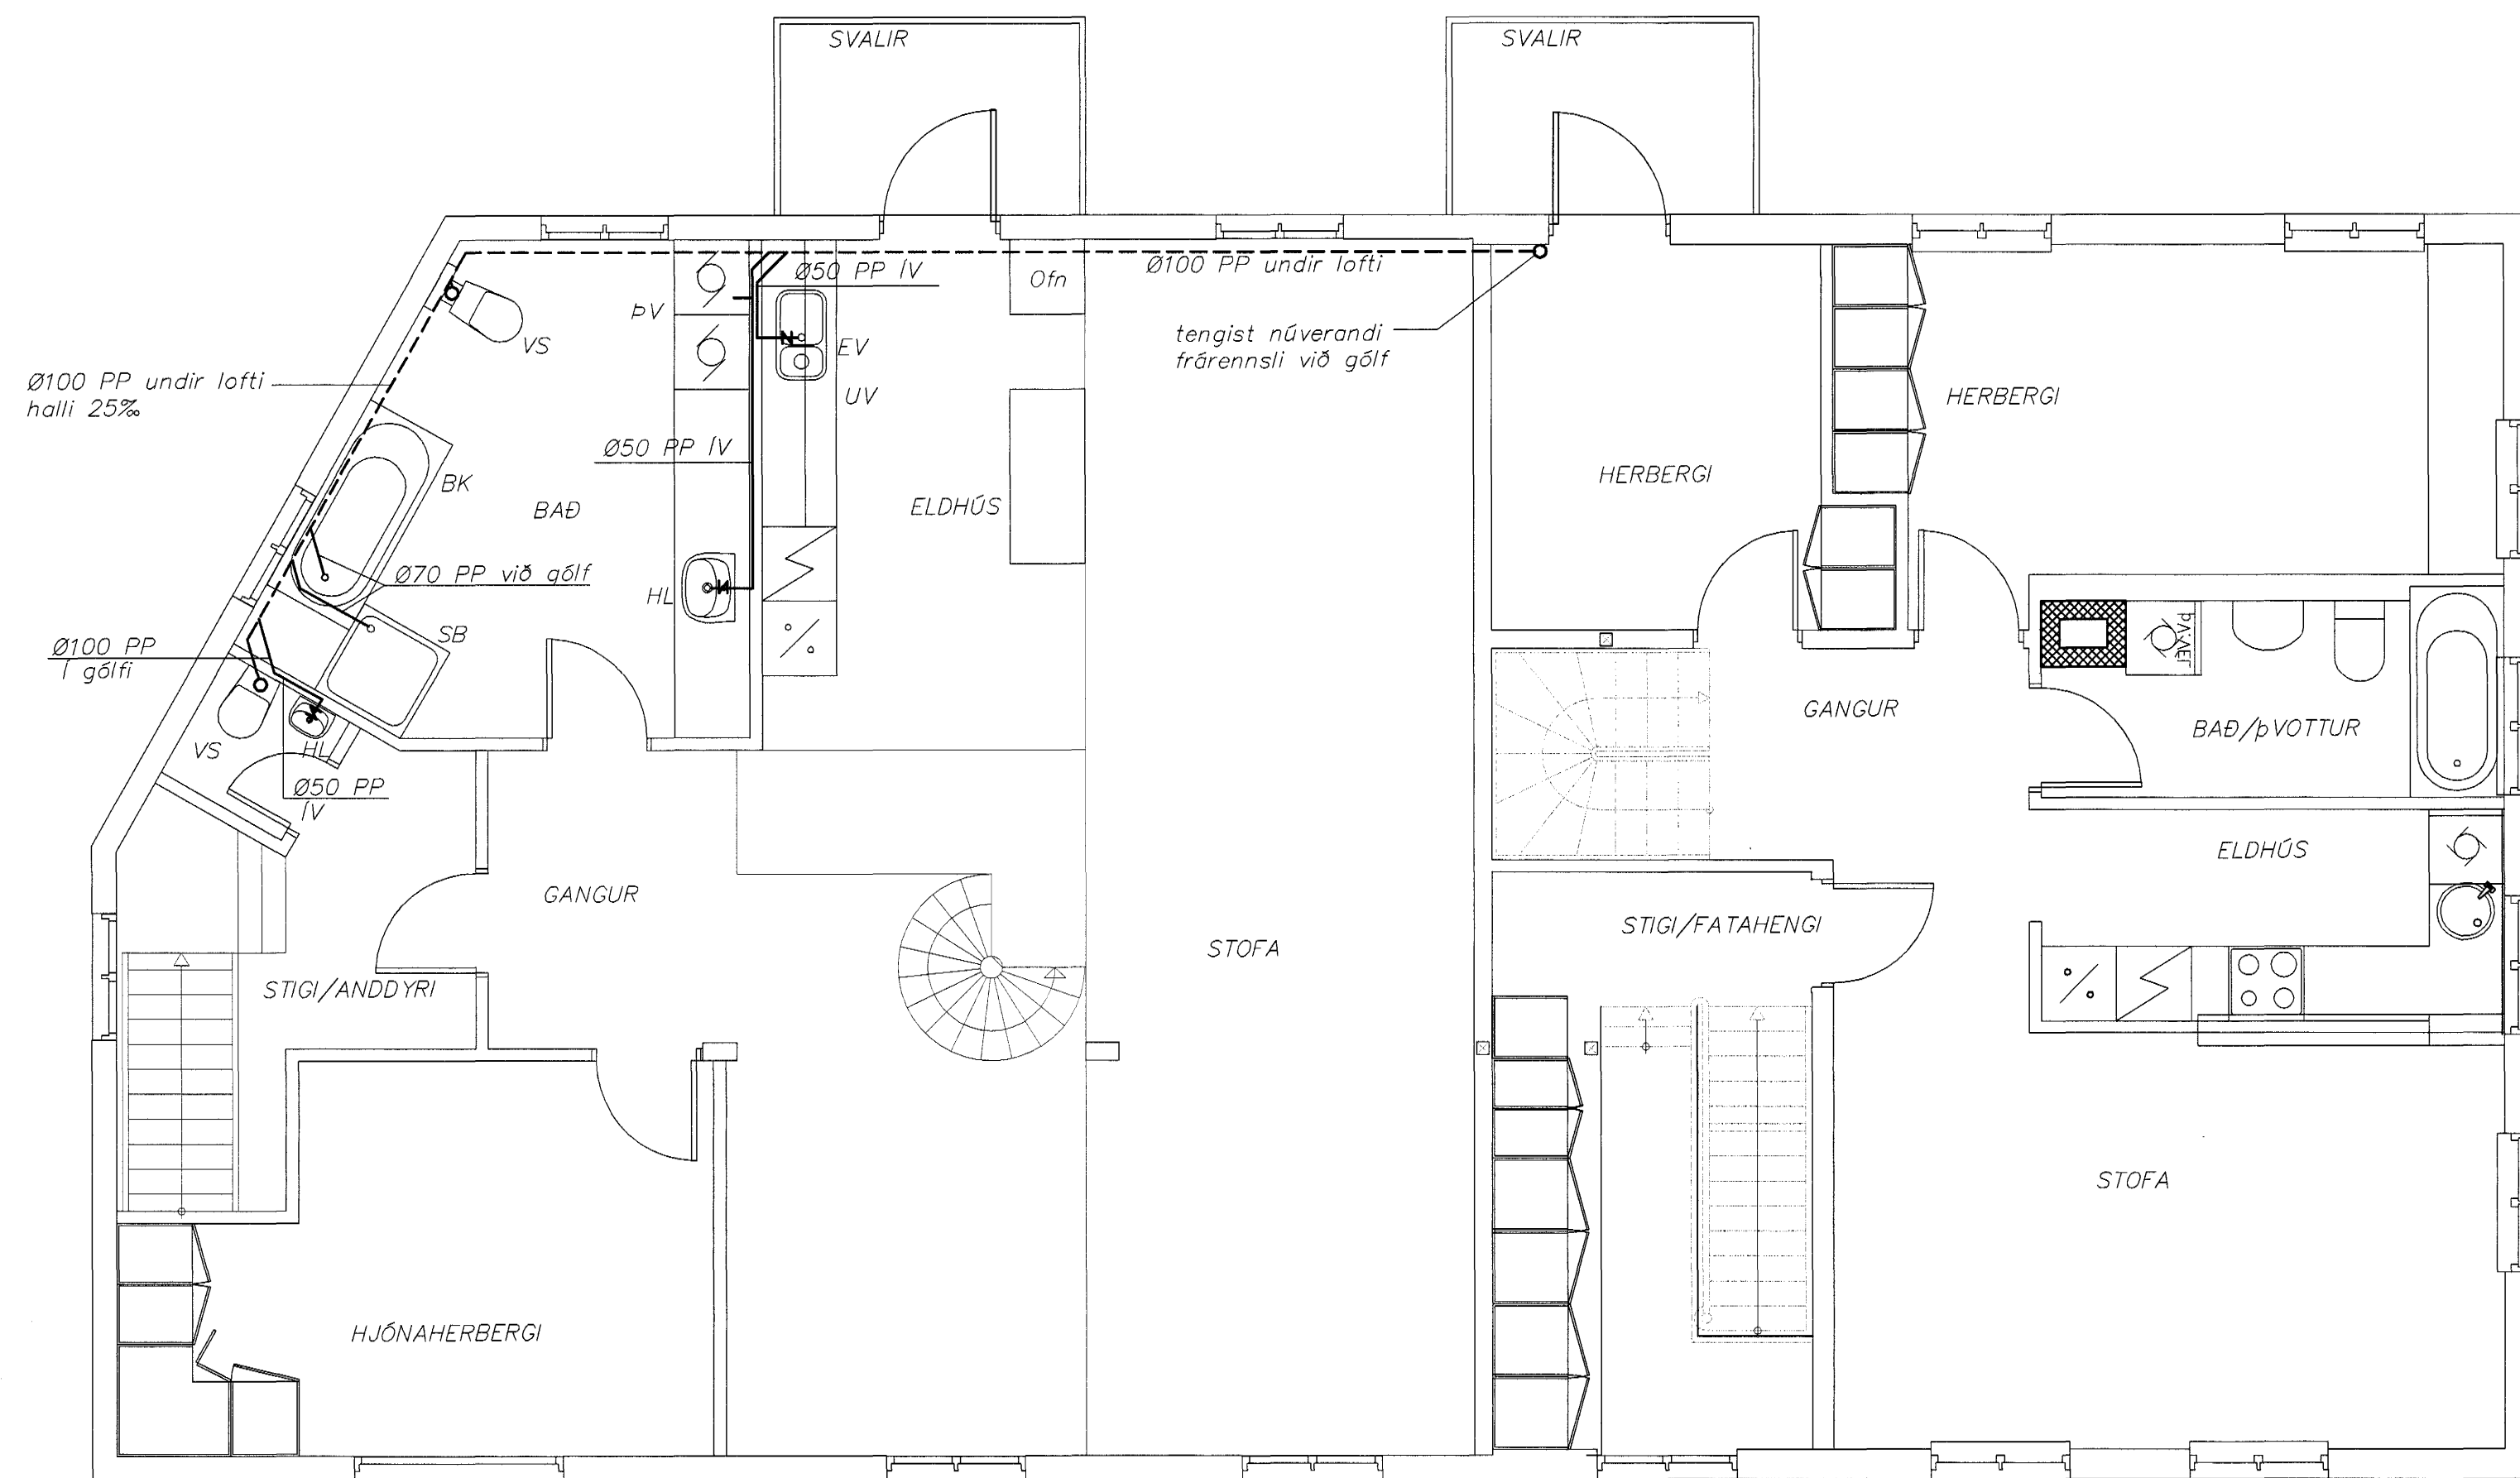 SVALIR
SVALIR
Ø50 PP ÍV
Ø100 PP undir lofti
Ofn
ÞV
VS
EV
UV
tengist núverandi
frárennsli við gólf
Ø100 PP undir lofti
halli 25‰
HERBERGI
Ø50 PP ÍV
HERBERGI
BK
BAÐ
ELDHÚS
Ø70 PP við gólf
HL
SB
Ø100 PP
Í gólfi
ÞV.VÉL
GANGUR
BAÐ/ÞVOTTUR
VS
HL
Ø50 PP
ÍV
ELDHÚS
GANGUR
STIGI/FATAHENGI
STOFA
STIGI/ANDDYRI
STOFA
HJÓNAHERBERGI